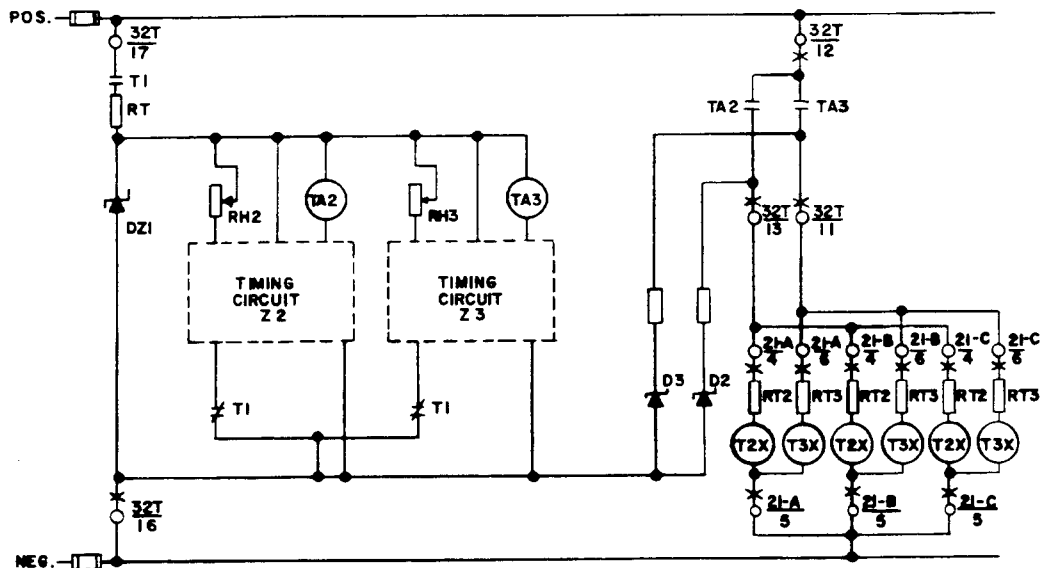 POS.
32T
17
32T
12
T1
RT
TA2
TA3
DZ1
RH2
TA2
RH3
TA3
32T
13
32T
11
TIMING
CIRCUIT
Z 2
TIMING
CIRCUIT
Z 3
21-A
4
21-A
6
21-B
4
21-B
6
21-C
4
21-C
6
D3
D2
RT2
RT3
RT2
RT3
RT2
RT3
T1
T1
T2X
T3X
T2X
T3X
T2X
T3X
32T
16
21-A
5
21-B
5
21-C
5
NEG.